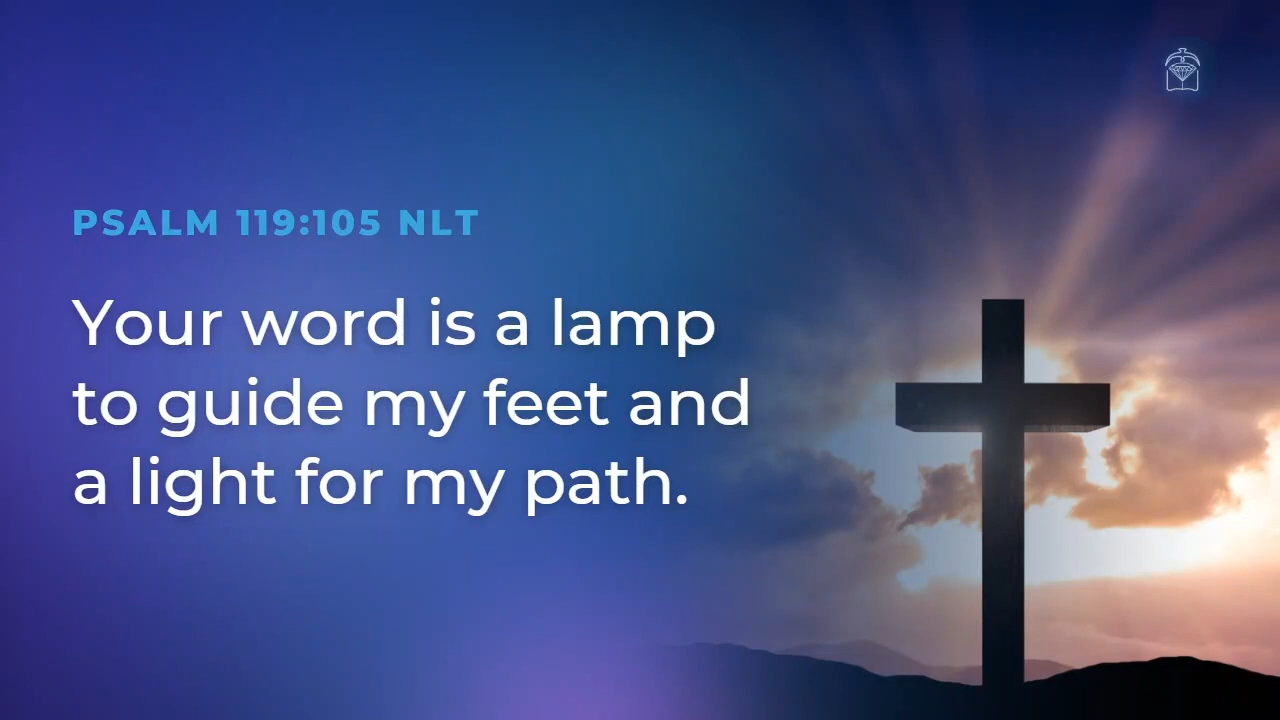 PSALM 119:105 NLT
Your word is a lamp
to guide my feet and
a light for my path.